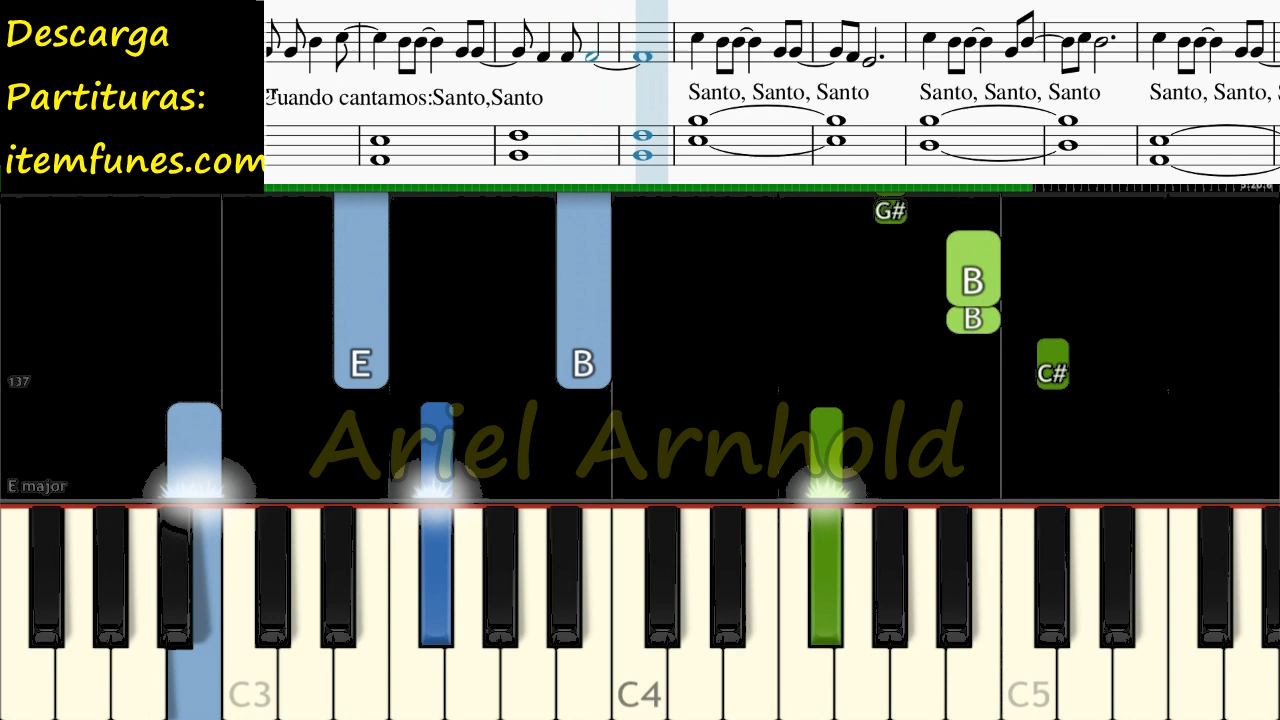 Descarga
Partituras:
itemfunes.com
Cuando cantamos:Santo,Santo
Santo, Santo, Santo
Santo, Santo, Santo
Santo, Santo,
G#
B
B
E
B
C#
137
Ariel Arnhold
E major
C3
C4
C5